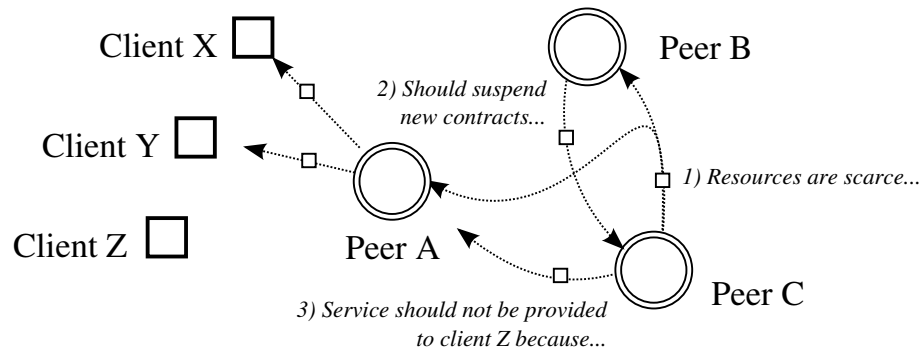 Client X
Peer B
2) Should suspend
new contracts...
Client Y
1) Resources are scarce...
Client Z
Peer A
Peer C
3) Service should not be provided
to client Z because...